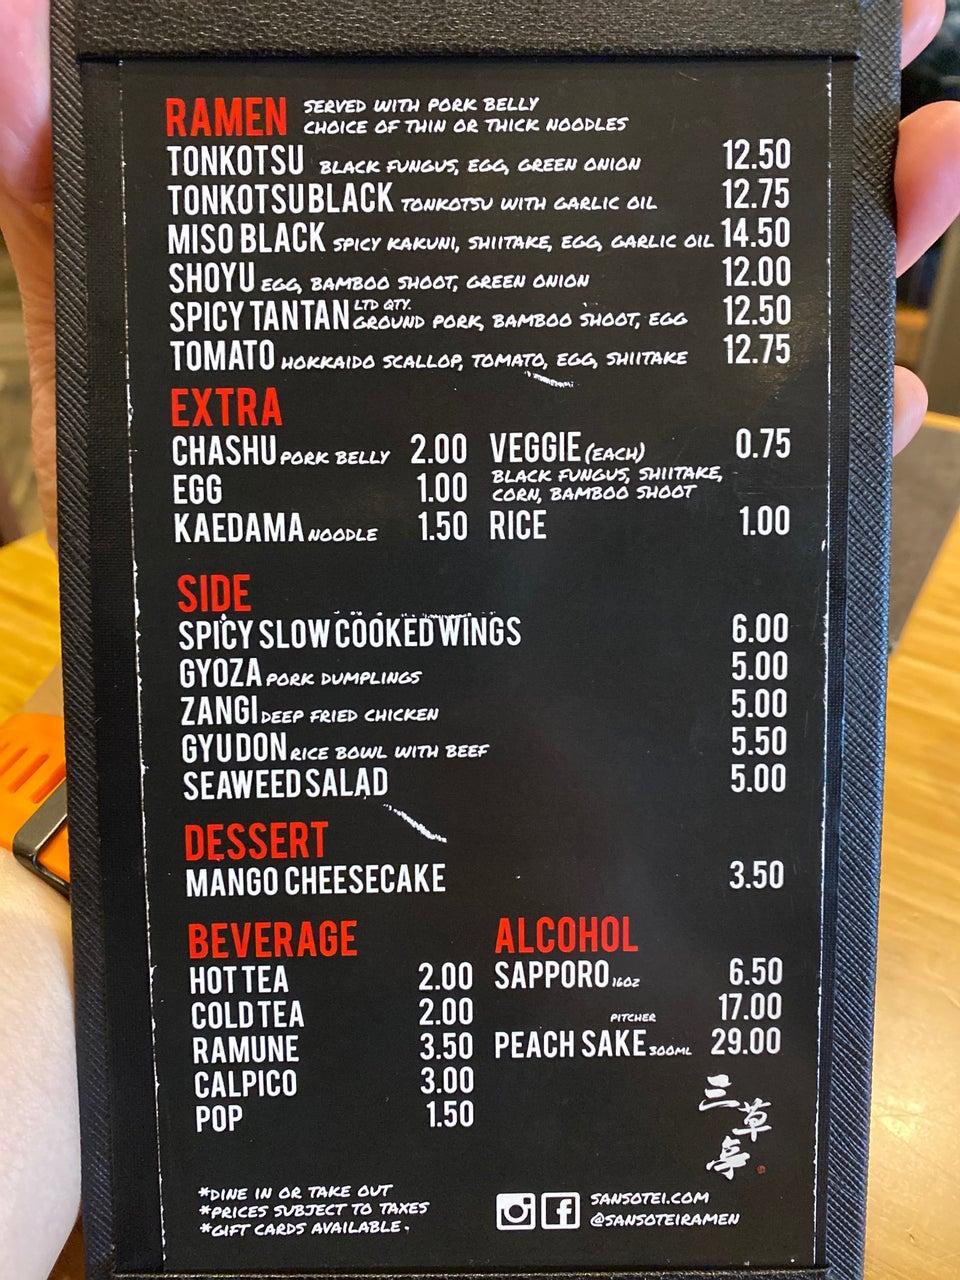 RAMEN SERVED WITH PORK BELLY
CHOICE OF THIN OR THICK NOODLES
TONKOTSU BLACK FUNGUS, EGG, GREEN ONION 12.50
TONKOTSU BLACK TONKOTSU WITH GARLIC OIL 12.75
MISO BLACK SPICY KAKUNI, SHIITAKE, EGG, GARLIC OIL 14.50
SHOYU EGG, BAMBOO SHOOT, GREEN ONION 12.00
SPICY TANTAN LTD QTY. GROUND PORK, BAMBOO SHOOT, EGG 12.50
TOMATO HOKKAIDO SCALLOP, TOMATO, EGG, SHIITAKE 12.75
EXTRA
CHASHU PORK BELLY 2.00
EGG 1.00
KAEDAMA NOODLE 1.50
VEGGIE (EACH) 0.75
BLACK FUNGUS, SHIITAKE,
CORN, BAMBOO SHOOT
RICE 1.00
SIDE
SPICY SLOW COOKED WINGS 6.00
GYOZA PORK DUMPLINGS 5.00
ZANGI DEEP FRIED CHICKEN 5.00
GYUDON RICE BOWL WITH BEEF 5.50
SEAWEED SALAD 5.00
DESSERT
MANGO CHEESECAKE 3.50
BEVERAGE
HOT TEA 2.00
COLD TEA 2.00
RAMUNE 3.50
CALPICO 3.00
POP 1.50
ALCOHOL
SAPPORO 16OZ 6.50
PITCHER 17.00
PEACH SAKE 300ML 29.00
三草亭
*DINE IN OR TAKE OUT
*PRICES SUBJECT TO TAXES
*GIFT CARDS AVAILABLE.
SANSOTEI.COM
@SANSOTEIRAMEN